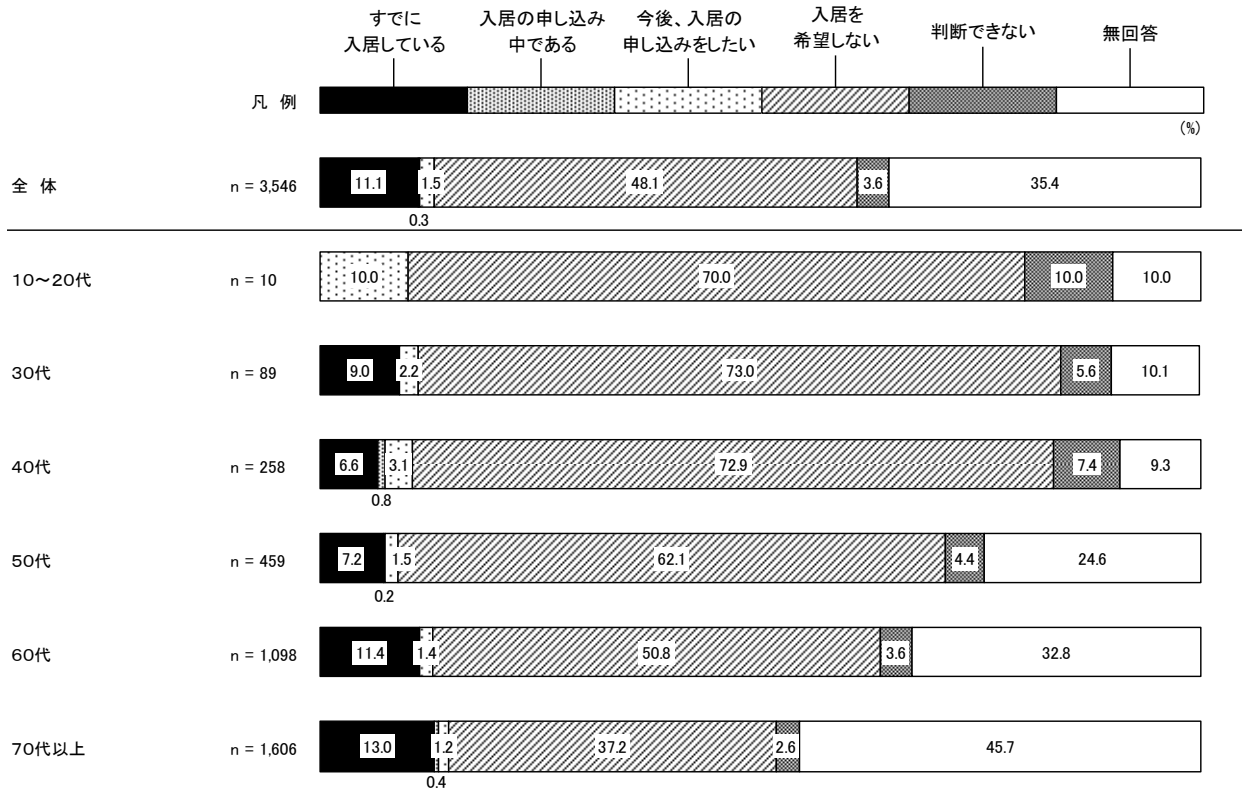 すでに
入居している
入居の申し込み
中である
今後、入居の
申し込みをしたい
入居を
希望しない
判断できない
無回答
凡 例
(%)
全 体 n = 3,546 11.1 1.5 48.1 3.6 35.4
0.3
10～20代 n = 10 10.0 70.0 10.0 10.0
30代 n = 89 9.0 2.2 73.0 5.6 10.1
40代 n = 258 6.6 3.1 72.9 7.4 9.3
0.8
50代 n = 459 7.2 1.5 62.1 4.4 24.6
0.2
60代 n = 1,098 11.4 1.4 50.8 3.6 32.8
70代以上 n = 1,606 13.0 1.2 37.2 2.6 45.7
0.4